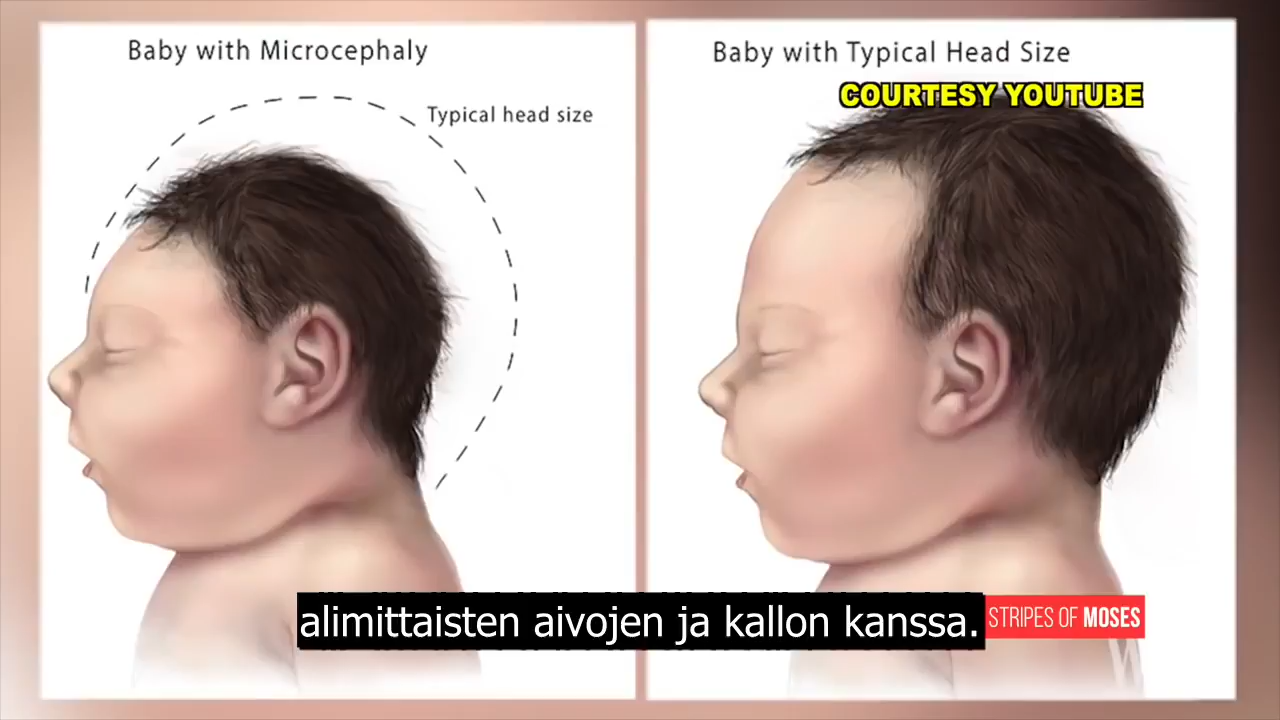 Baby with Microcephaly
Typical head size
Baby with Typical Head Size
COURTESY YOUTUBE
alimittaisten aivojen ja kallon kanssa.
STRIPES OF MOSES